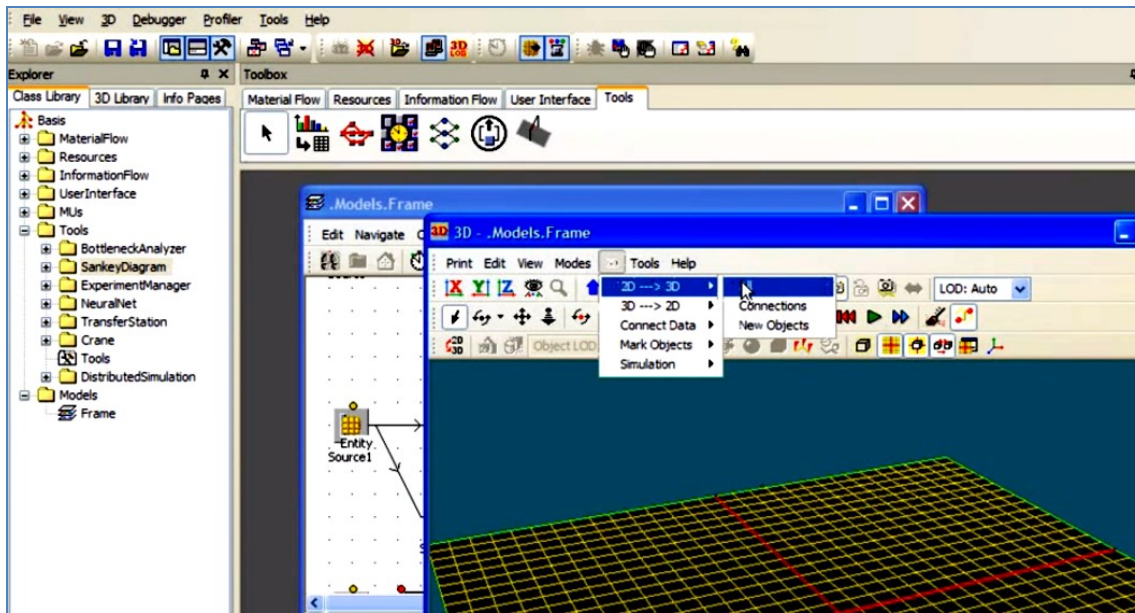 File View 3D Debugger Profiler Tools Help
Explorer
Toolbox
Class Library 3D Library Info Pages
Material Flow Resources Information Flow User Interface Tools
Basis
MaterialFlow
Resources
InformationFlow
UserInterface
MUs
Tools
BottleneckAnalyzer
SankeyDiagram
ExperimentManager
NeuralNet
TransferStation
Crane
Tools
DistributedSimulation
Models
Frame
.Models.Frame
Edit Navigate
3D - .Models.Frame
Print Edit View Modes Tools Help
X Y Z LOD: Auto
2D ---> 3D
3D ---> 2D
Connect Data
Mark Objects
Simulation
Connections
New Objects
Object LOD:
Entity
Source1